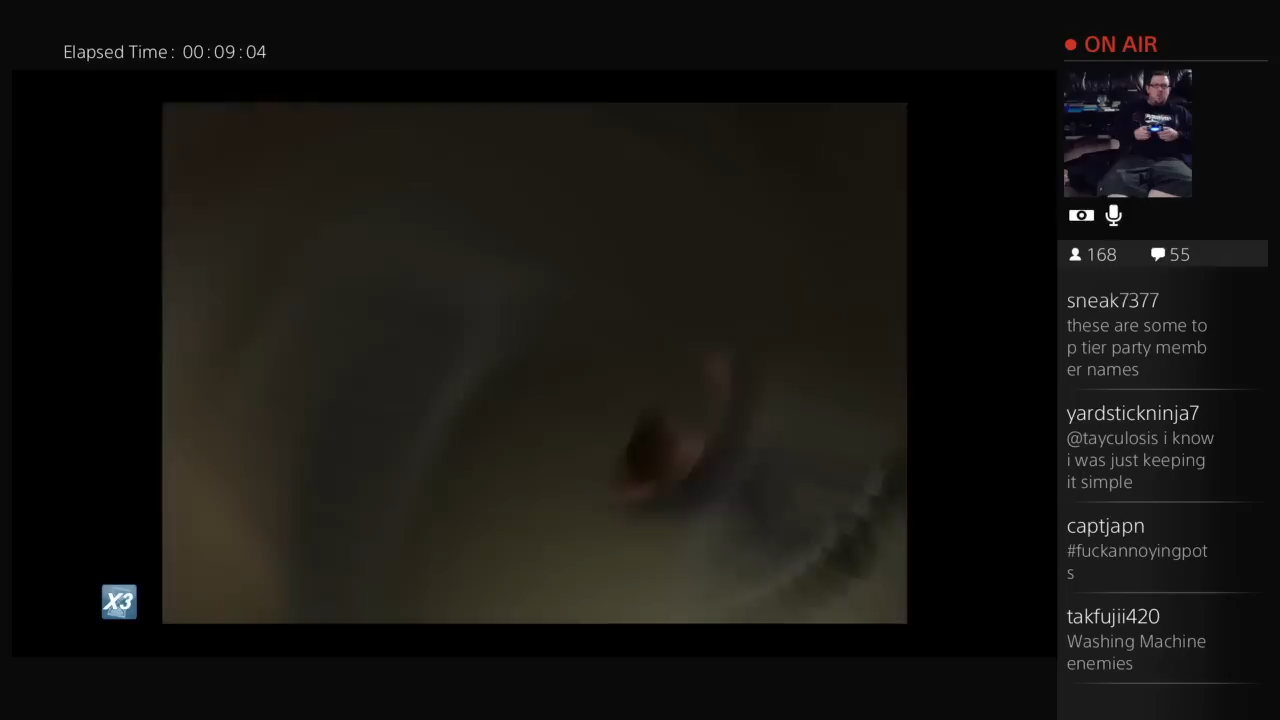 Elapsed Time: 00:09:04
ON AIR
168 55
sneak7377
these are some to
p tier party memb
er names
yardstickninja7
@tayculosis i know
i was just keeping
it simple
captjapn
#fuckannoyingpot
s
takfujii420
Washing Machine
enemies
X3